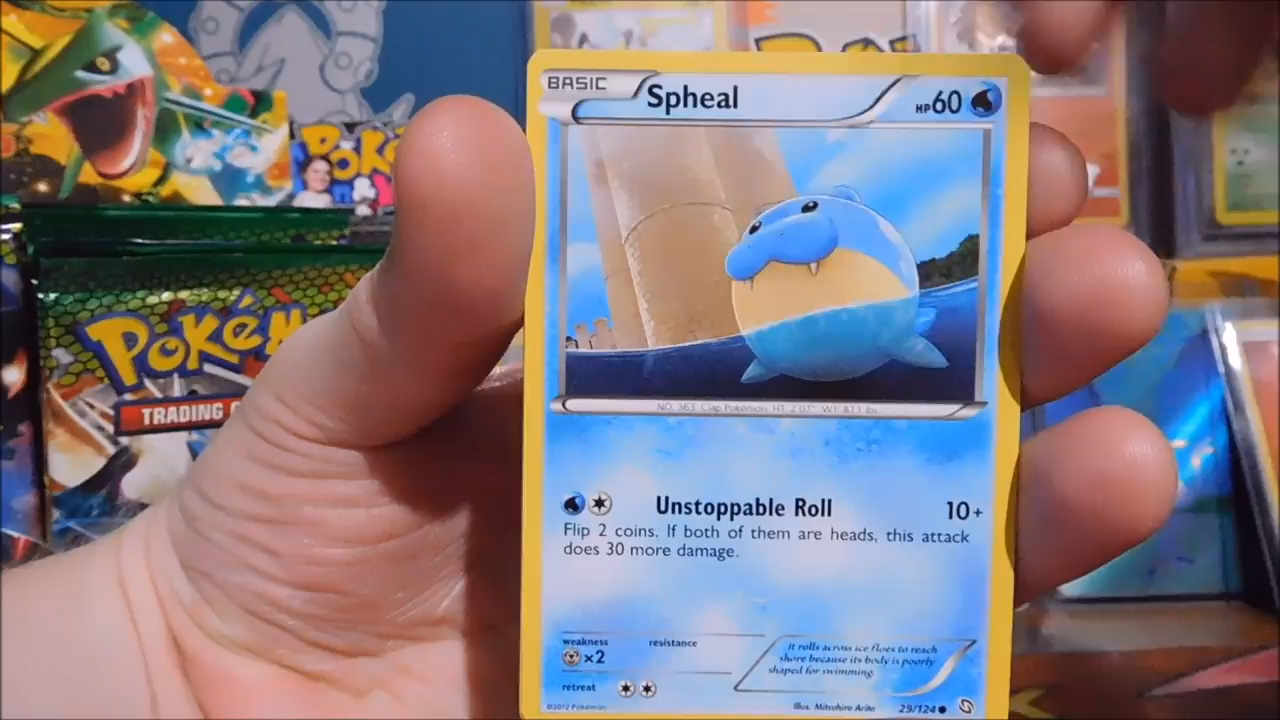 BASIC Spheal HP60
NO. 363 Clap Pokémon HT: 2'07" WT: 87.1 lbs.
Unstoppable Roll 10+
Flip 2 coins. If both of them are heads, this attack
does 30 more damage.
weakness resistance
×2
retreat
It rolls across ice floes to reach
shore because its body is poorly
shaped for swimming.
©2012 Pokémon Illus. Mitsuhiro Arita 29/124
Pokém
TRADING
POK